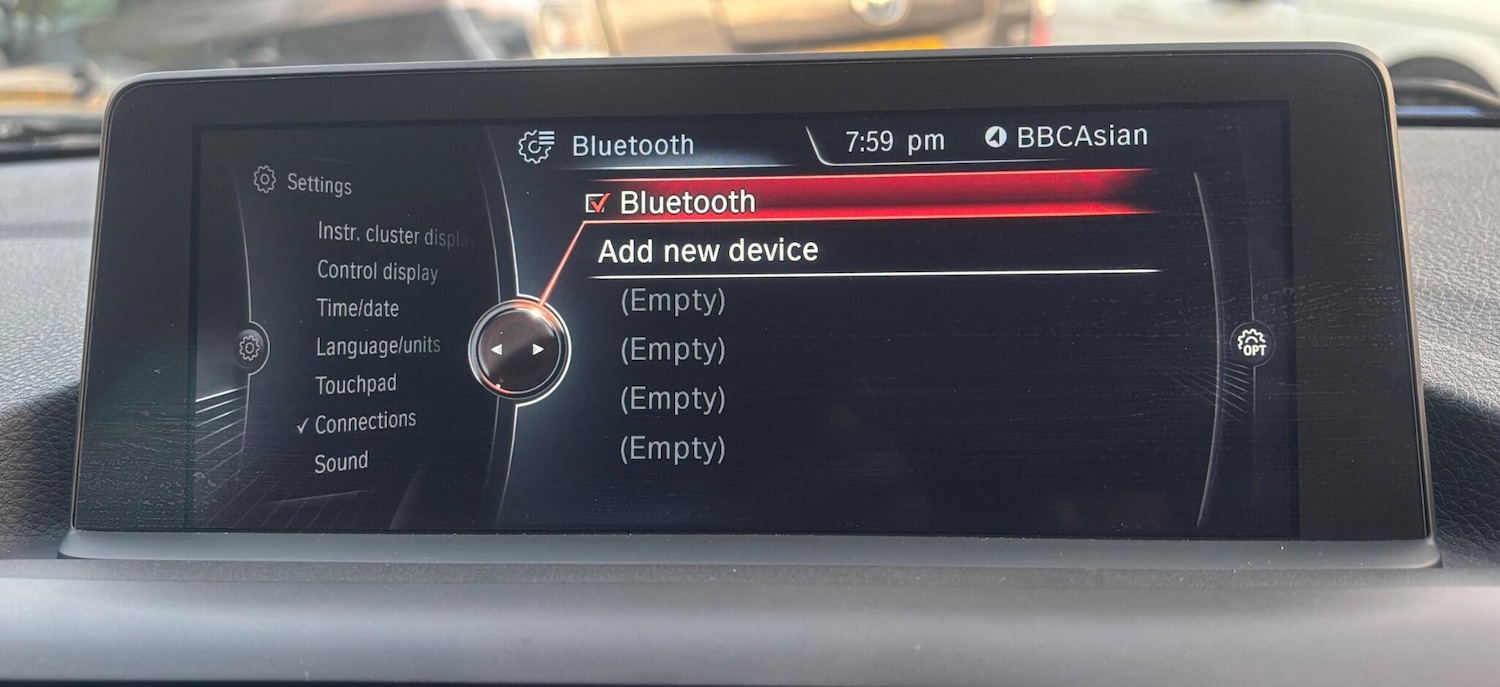 Bluetooth
7:59 pm
BBCAsian
Settings
Instr. cluster displa
Control display
Time/date
Language/units
Touchpad
✓ Connections
Sound
Bluetooth
Add new device
(Empty)
(Empty)
(Empty)
(Empty)
OPT